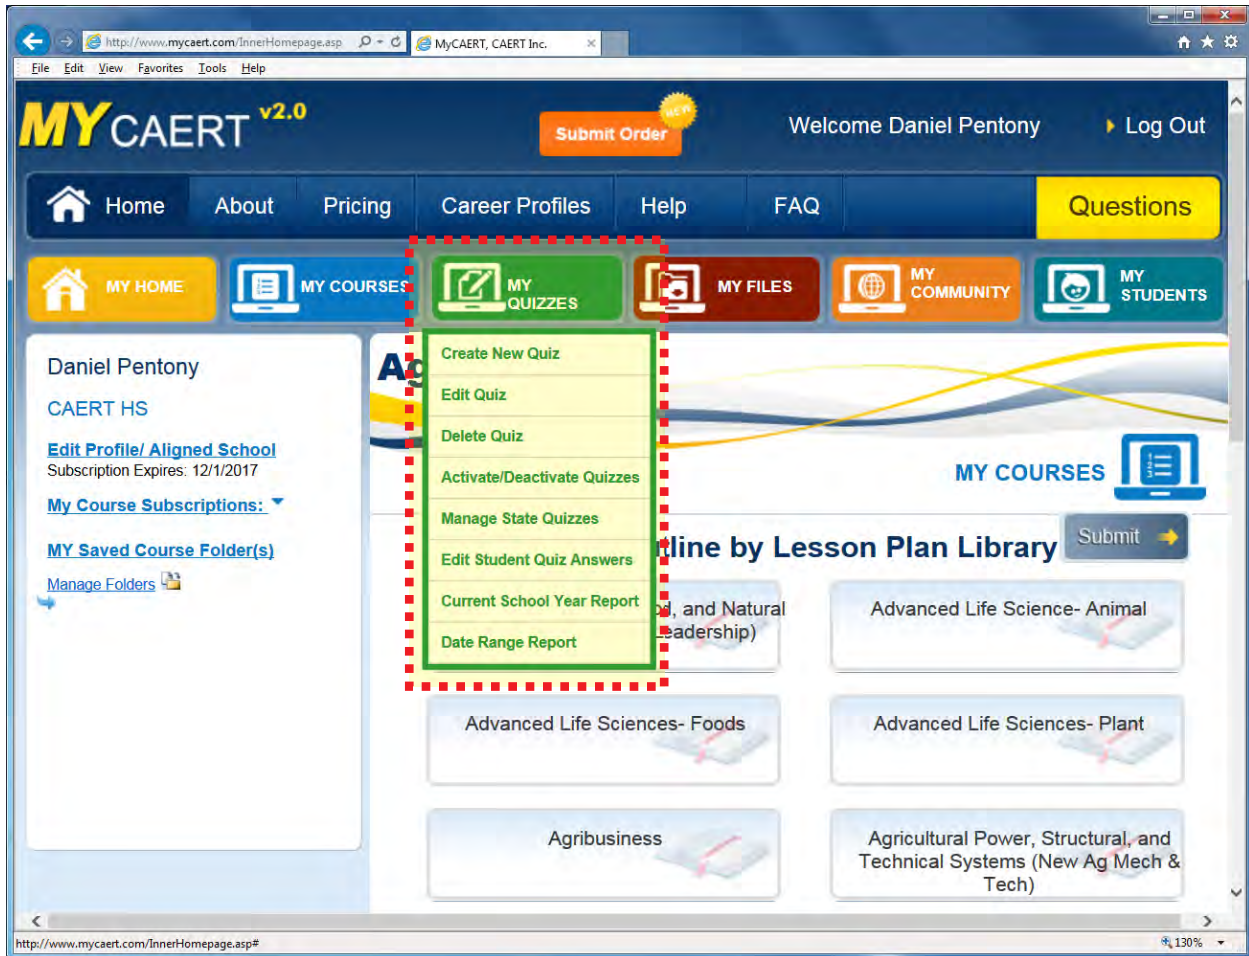 http://www.mycaert.com/InnerHomepage.asp
MyCAERT, CAERT Inc.
File Edit View Favorites Tools Help
MYCAERT v2.0
NEW
Submit Order
Welcome Daniel Pentony
Log Out
Home About Pricing Career Profiles Help FAQ Questions
MY HOME
MY COURSES
MY QUIZZES
MY FILES
MY COMMUNITY
MY STUDENTS
Daniel Pentony
CAERT HS
Edit Profile/ Aligned School
Subscription Expires: 12/1/2017
My Course Subscriptions:
MY Saved Course Folder(s)
Manage Folders
Create New Quiz
Edit Quiz
Delete Quiz
Activate/Deactivate Quizzes
Manage State Quizzes
Edit Student Quiz Answers
Current School Year Report
Date Range Report
Ag
MY COURSES
tline by Lesson Plan Library
Submit
d, and Natural
Leadership)
Advanced Life Science- Animal
Advanced Life Sciences- Foods
Advanced Life Sciences- Plant
Agribusiness
Agricultural Power, Structural, and
Technical Systems (New Ag Mech &
Tech)
http://www.mycaert.com/InnerHomepage.asp#
130%